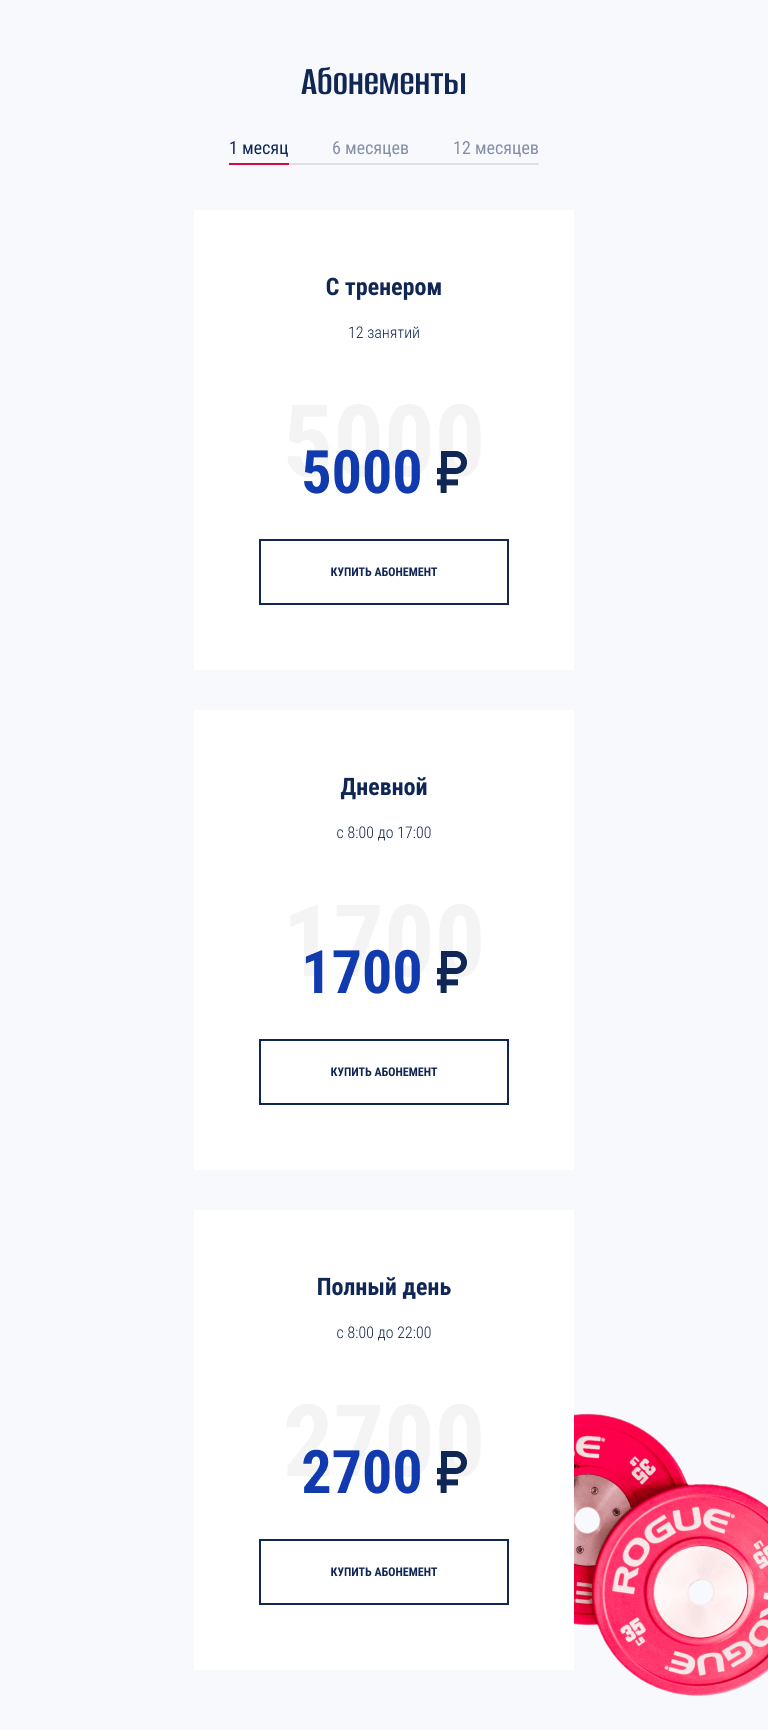 Абонементы
1 месяц 6 месяцев 12 месяцев
С тренером
12 занятий
5000
5000 ₽
КУПИТЬ АБОНЕМЕНТ
Дневной
с 8:00 до 17:00
1700
1700 ₽
КУПИТЬ АБОНЕМЕНТ
Полный день
с 8:00 до 22:00
2700
2700 ₽
КУПИТЬ АБОНЕМЕНТ
E
35
ROGUE
35
ROGUE